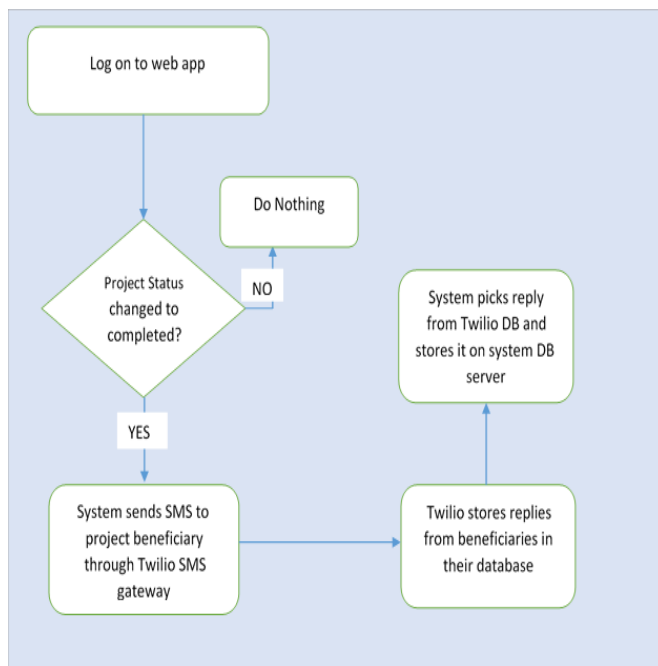 Log on to web app
Do Nothing
NO
Project Status
changed to
completed?
System picks reply
from Twilio DB and
stores it on system DB
server
YES
System sends SMS to
project beneficiary
through Twilio SMS
gateway
Twilio stores replies
from beneficiaries in
their database